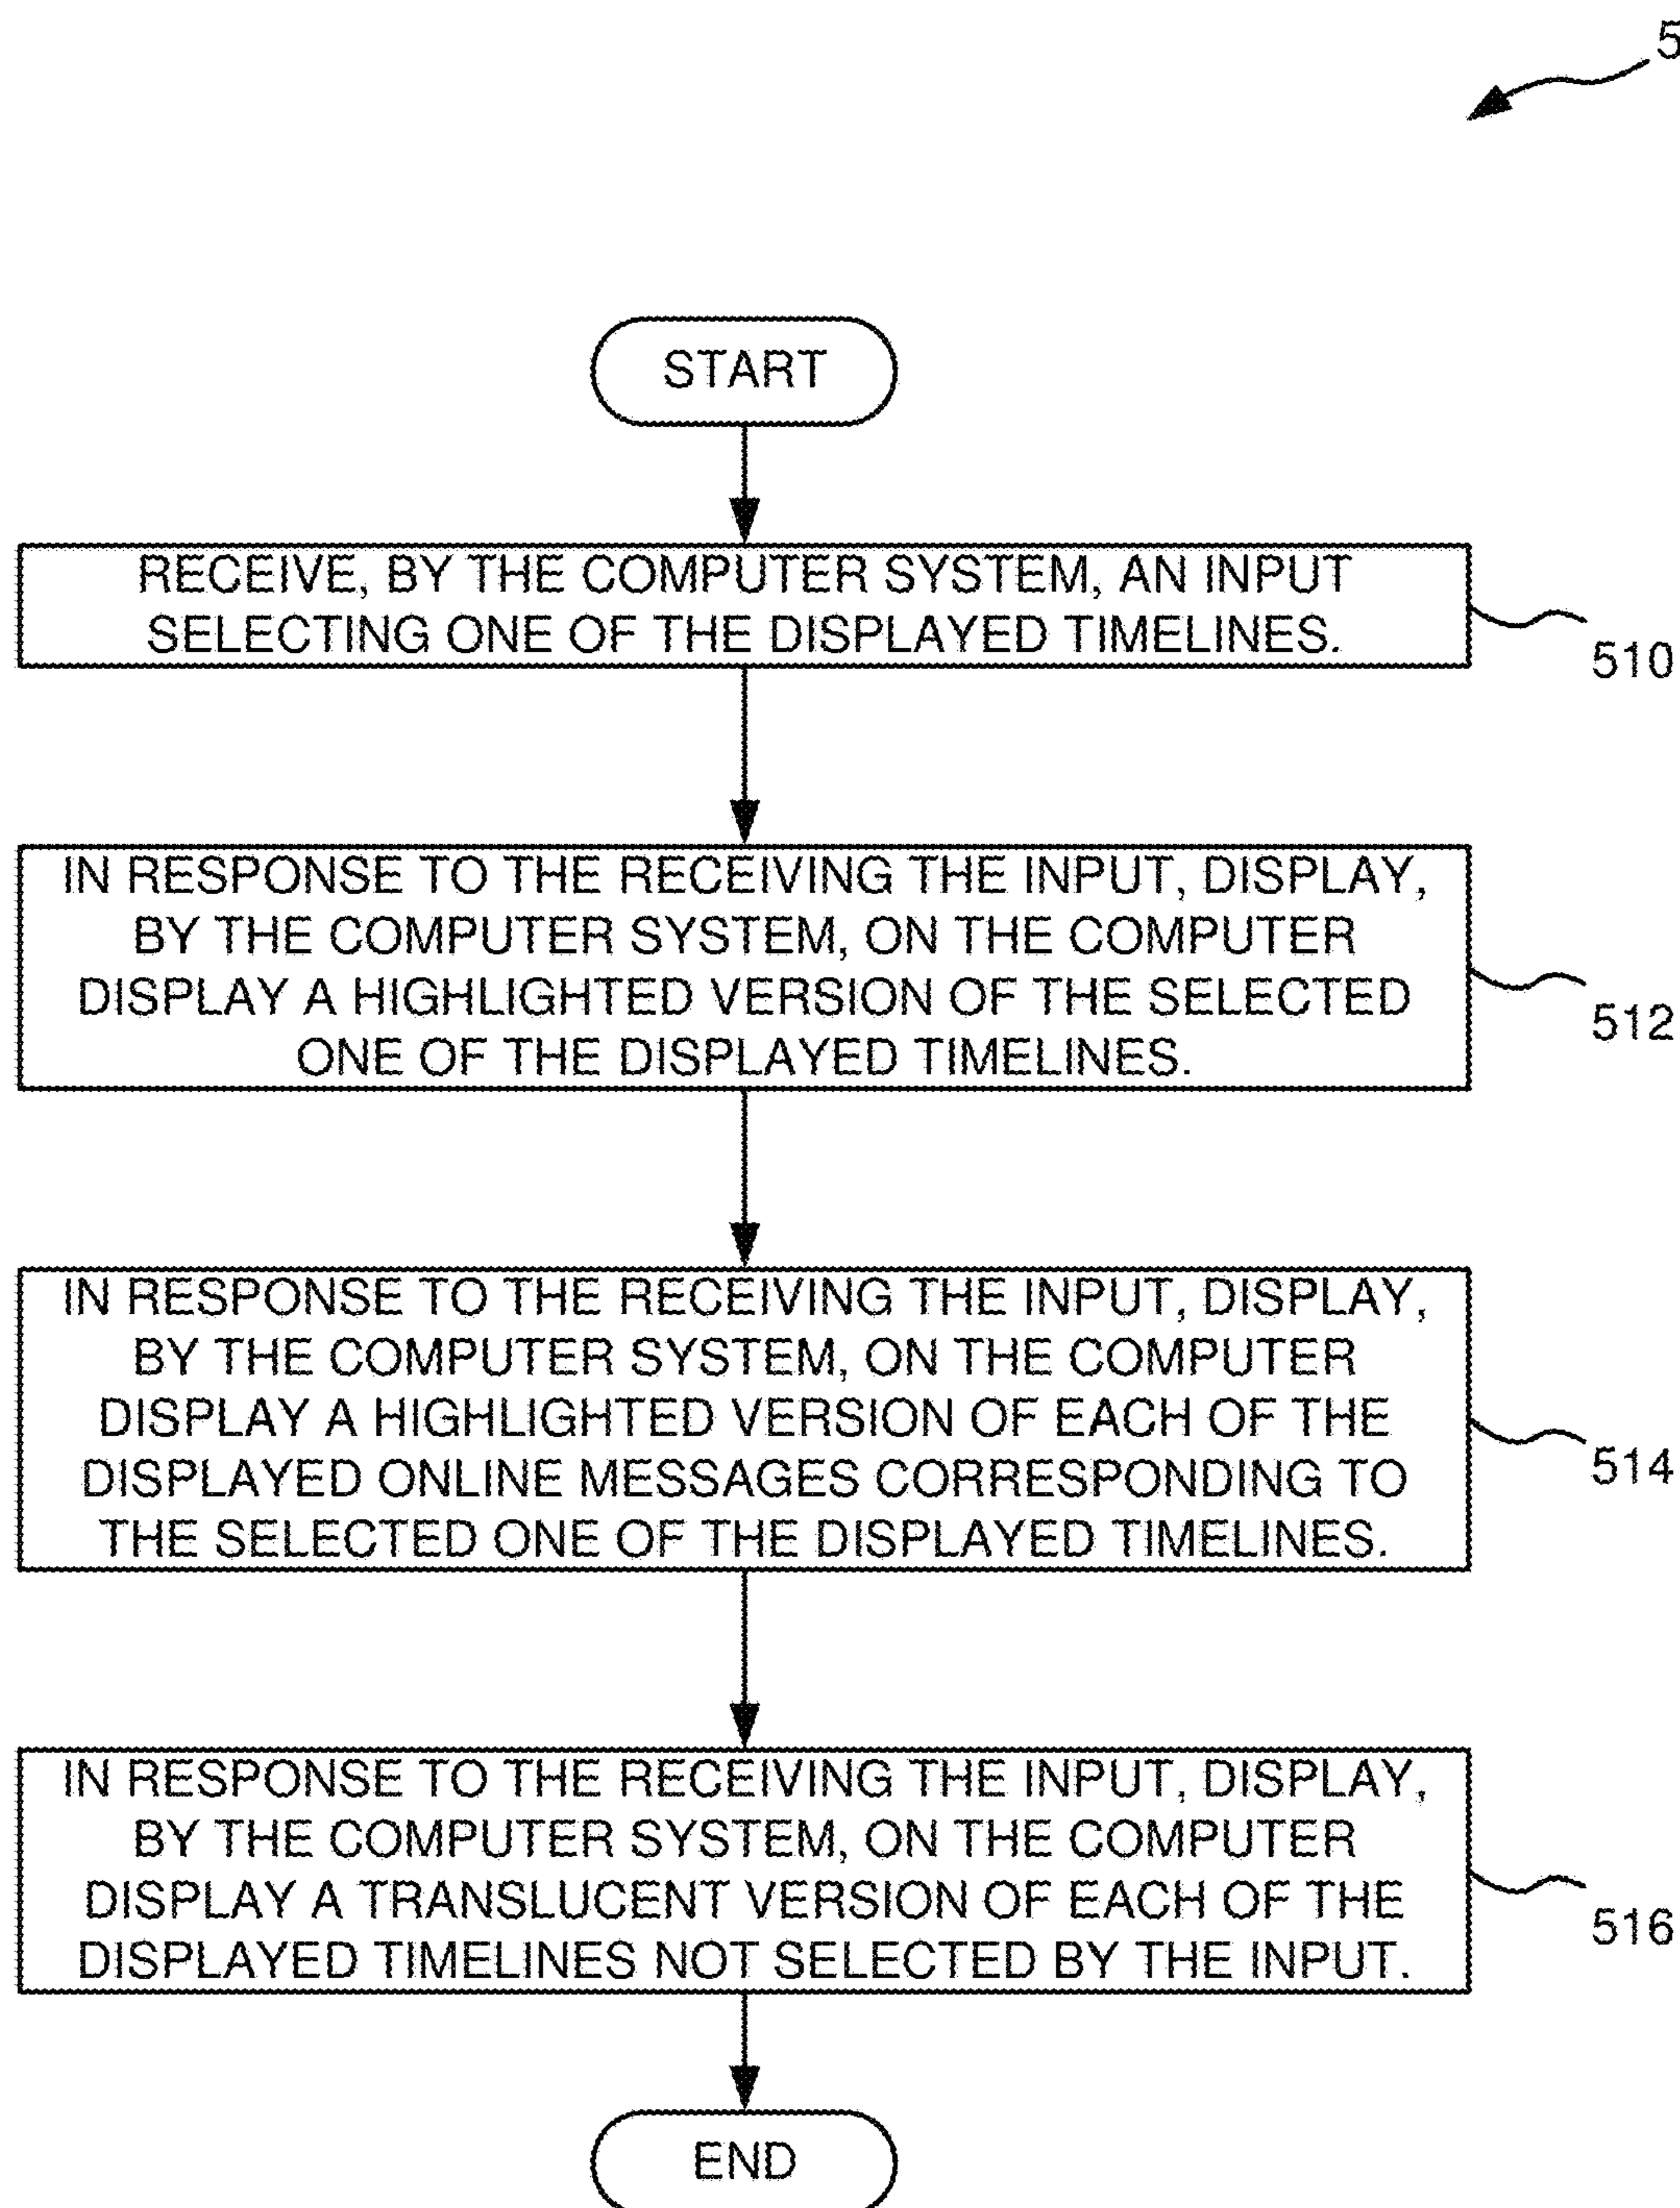 5
START
RECEIVE, BY THE COMPUTER SYSTEM, AN INPUT
SELECTING ONE OF THE DISPLAYED TIMELINES.
510
IN RESPONSE TO THE RECEIVING THE INPUT, DISPLAY,
BY THE COMPUTER SYSTEM, ON THE COMPUTER
DISPLAY A HIGHLIGHTED VERSION OF THE SELECTED
ONE OF THE DISPLAYED TIMELINES.
512
IN RESPONSE TO THE RECEIVING THE INPUT, DISPLAY,
BY THE COMPUTER SYSTEM, ON THE COMPUTER
DISPLAY A HIGHLIGHTED VERSION OF EACH OF THE
DISPLAYED ONLINE MESSAGES CORRESPONDING TO
THE SELECTED ONE OF THE DISPLAYED TIMELINES.
514
IN RESPONSE TO THE RECEIVING THE INPUT, DISPLAY,
BY THE COMPUTER SYSTEM, ON THE COMPUTER
DISPLAY A TRANSLUCENT VERSION OF EACH OF THE
DISPLAYED TIMELINES NOT SELECTED BY THE INPUT.
516
END